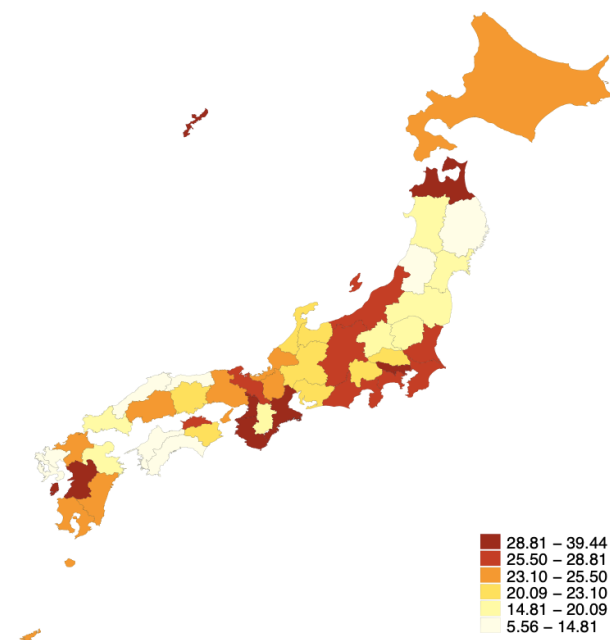 28.81 – 39.44
25.50 – 28.81
23.10 – 25.50
20.09 – 23.10
14.81 – 20.09
5.56 – 14.81